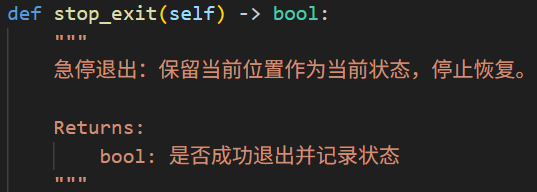 def stop_exit(self) -> bool:
"""
急停退出：保留当前位置作为当前状态，停止恢复。
Returns:
bool: 是否成功退出并记录状态
"""